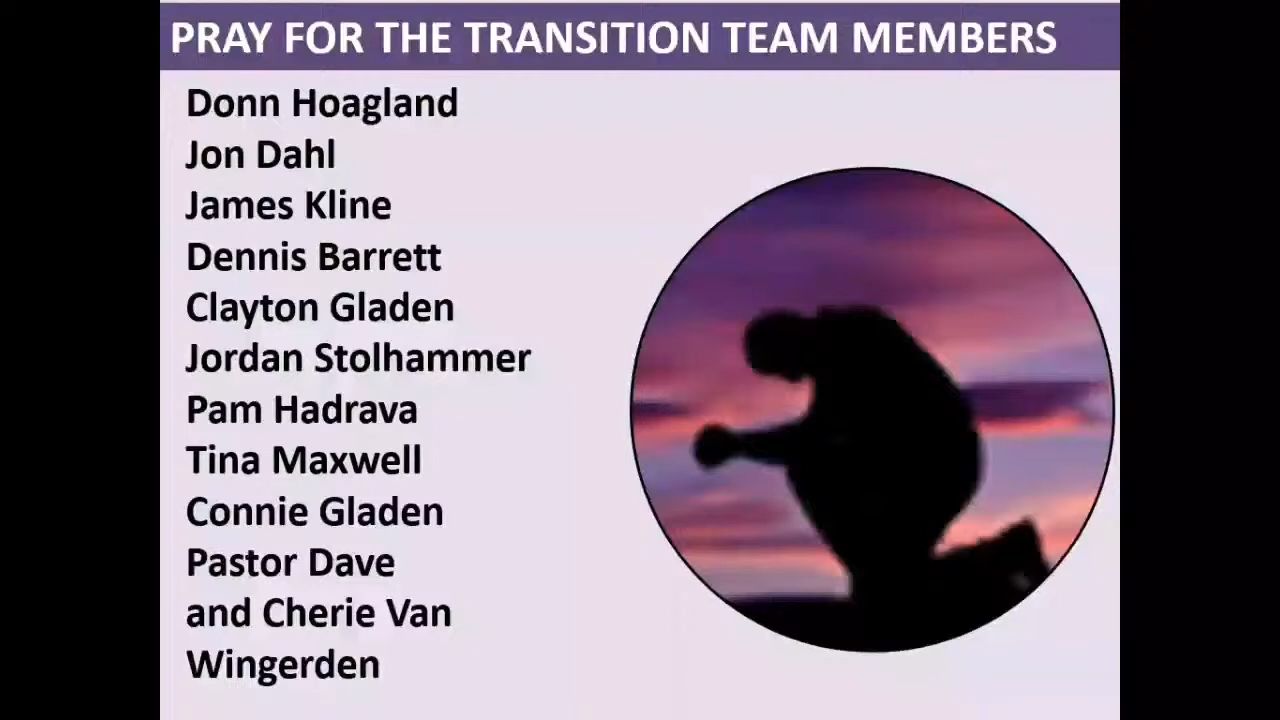 PRAY FOR THE TRANSITION TEAM MEMBERS
Donn Hoagland
Jon Dahl
James Kline
Dennis Barrett
Clayton Gladen
Jordan Stolhammer
Pam Hadrava
Tina Maxwell
Connie Gladen
Pastor Dave
and Cherie Van
Wingerden